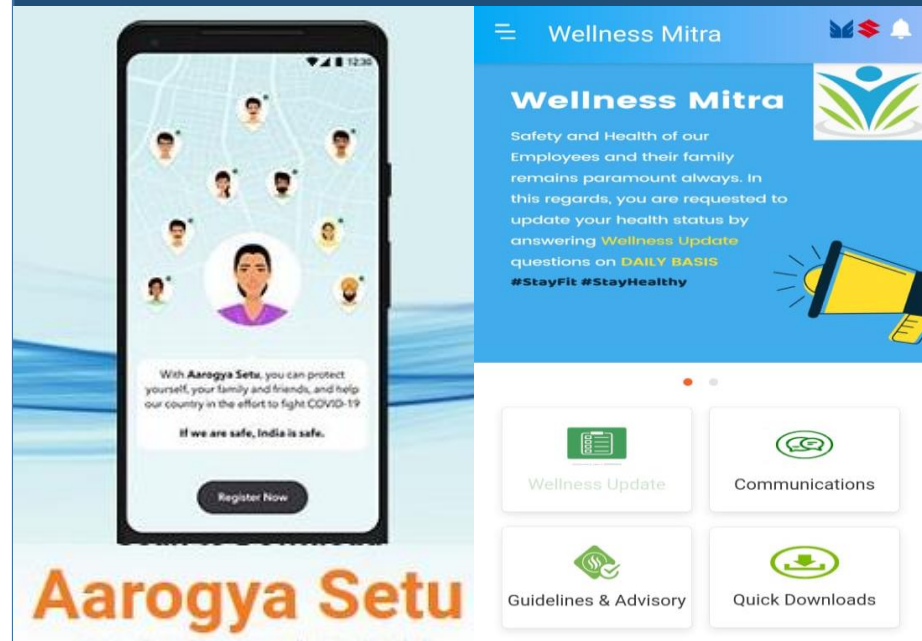 12:30
With Aarogya Setu, you can protect
yourself, your family and friends, and help
our country in the effort to fight COVID-19
If we are safe, India is safe.
Register Now
Scan to Download
Aarogya Setu
Wellness Mitra
Wellness Mitra
Safety and Health of our
Employees and their family
remains paramount always. In
this regards, you are requested to
update your health status by
answering Wellness Update
questions on DAILY BASIS
#StayFit #StayHealthy
Wellness Update
Communications
Guidelines & Advisory
Quick Downloads